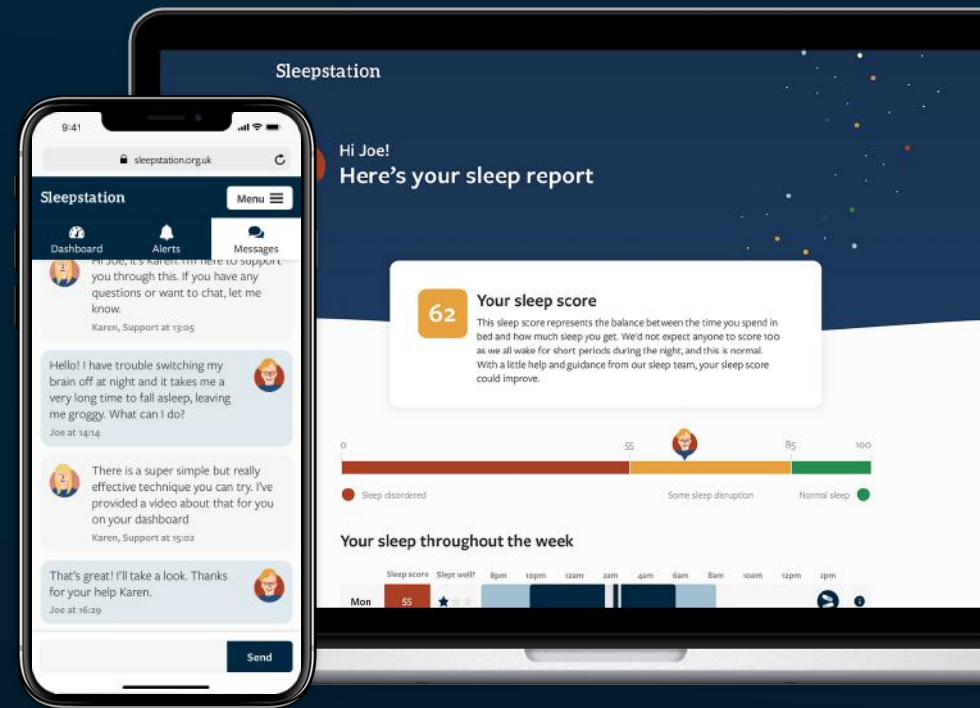 9:41
sleepstation.org.uk
Sleepstation
Menu
Dashboard
Alerts
Messages
Hi Joe, it's Karen. I'm here to support
you through this. If you have any
questions or want to chat, let me
know.
Karen, Support at 13:05
Hello! I have trouble switching my
brain off at night and it takes me a
very long time to fall asleep, leaving
me groggy. What can I do?
Joe at 14:14
There is a super simple but really
effective technique you can try. I've
provided a video about that for you
on your dashboard
Karen, Support at 15:02
That's great! I'll take a look. Thanks
for your help Karen.
Joe at 16:29
Send
Sleepstation
Hi Joe!
Here's your sleep report
62
Your sleep score
This sleep score represents the balance between the time you spend in
bed and how much sleep you get. We'd not expect anyone to score 100
as we all wake for short periods during the night, and this is normal.
With a little help and guidance from our sleep team, your sleep score
could improve.
0 55 85 100
Sleep disordered Some sleep disruption Normal sleep
Your sleep throughout the week
Sleep score Slept well? 8pm 10pm 12am 2am 4am 6am 8am 10am 12pm 2pm
Mon 55